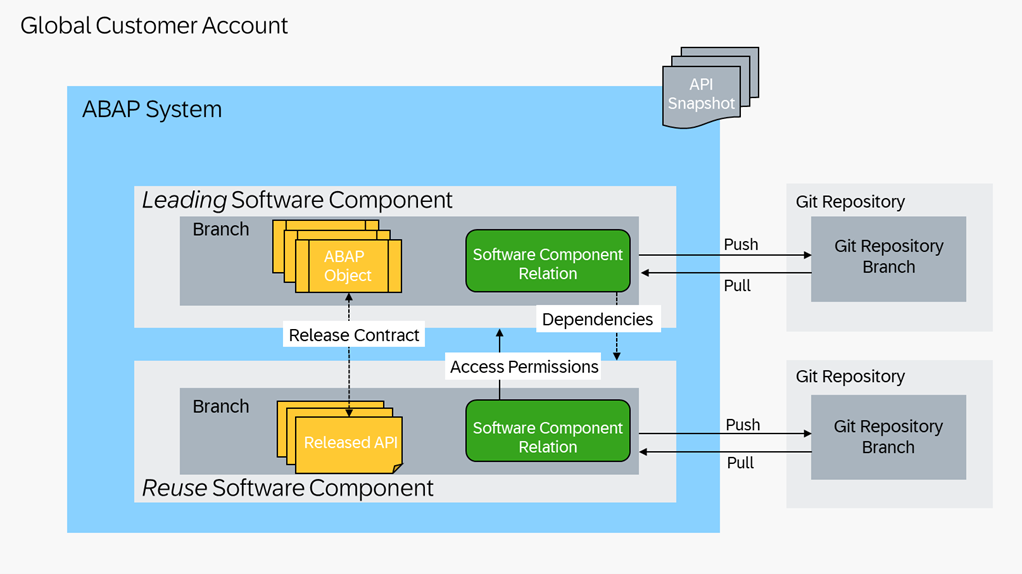 Global Customer Account
API
Snapshot
ABAP System
Leading Software Component
Branch
ABAP
Object
Software Component
Relation
Push
Pull
Git Repository
Git Repository
Branch
Dependencies
Release Contract
Access Permissions
Branch
Released API
Software Component
Relation
Reuse Software Component
Push
Pull
Git Repository
Git Repository
Branch